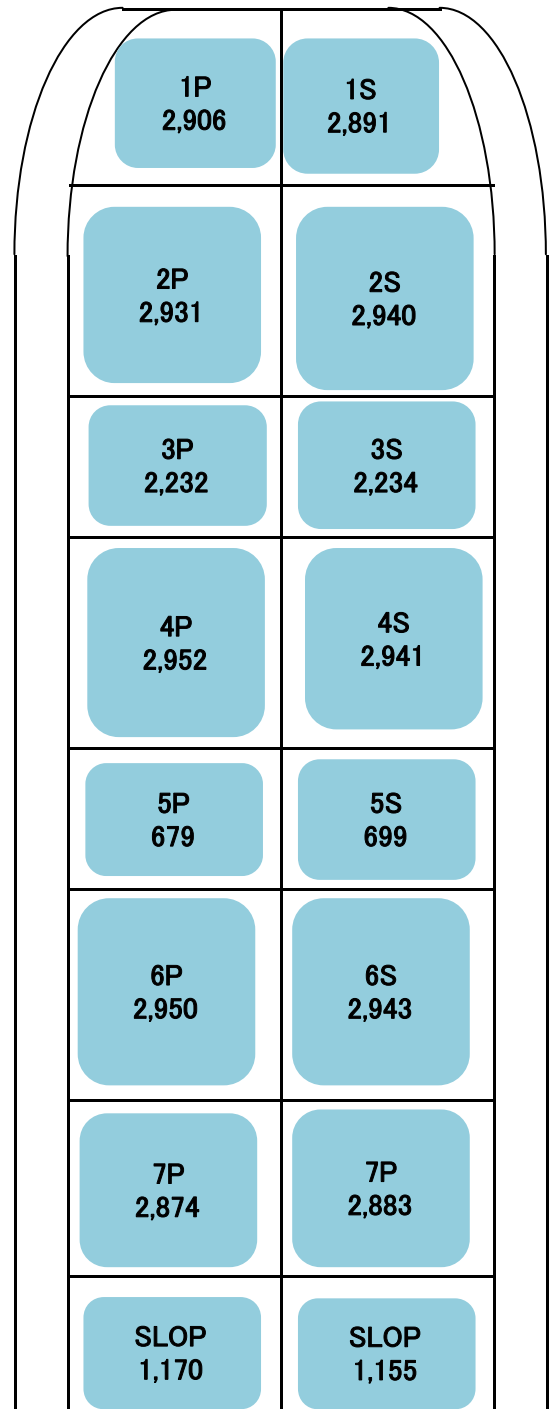 1P
2,906
1S
2,891
2P
2,931
2S
2,940
3P
2,232
3S
2,234
4P
2,952
4S
2,941
5P
679
5S
699
6P
2,950
6S
2,943
7P
2,874
7P
2,883
SLOP
1,170
SLOP
1,155